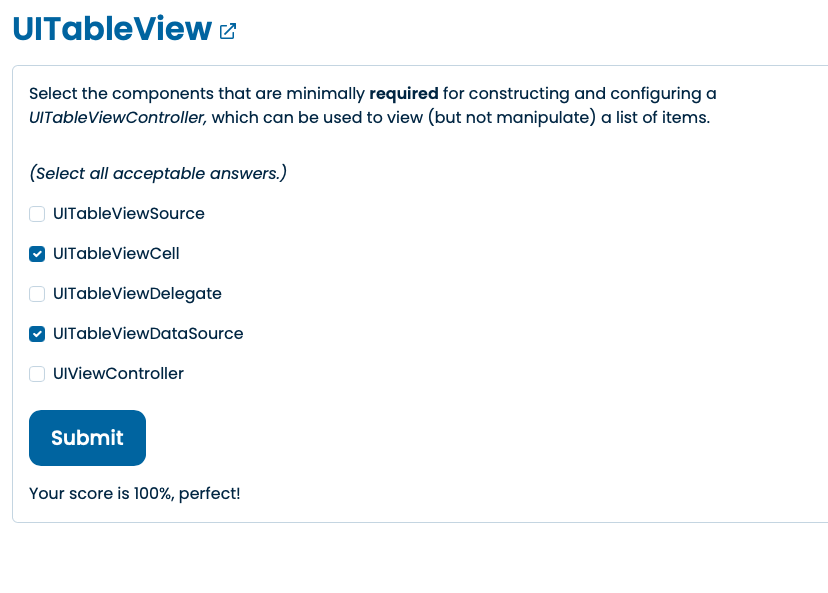 UITableView
Select the components that are minimally required for constructing and configuring a
UITableViewController, which can be used to view (but not manipulate) a list of items.
(Select all acceptable answers.)
UITableViewSource
UITableViewCell
UITableViewDelegate
UITableViewDataSource
UIViewController
Submit
Your score is 100%, perfect!